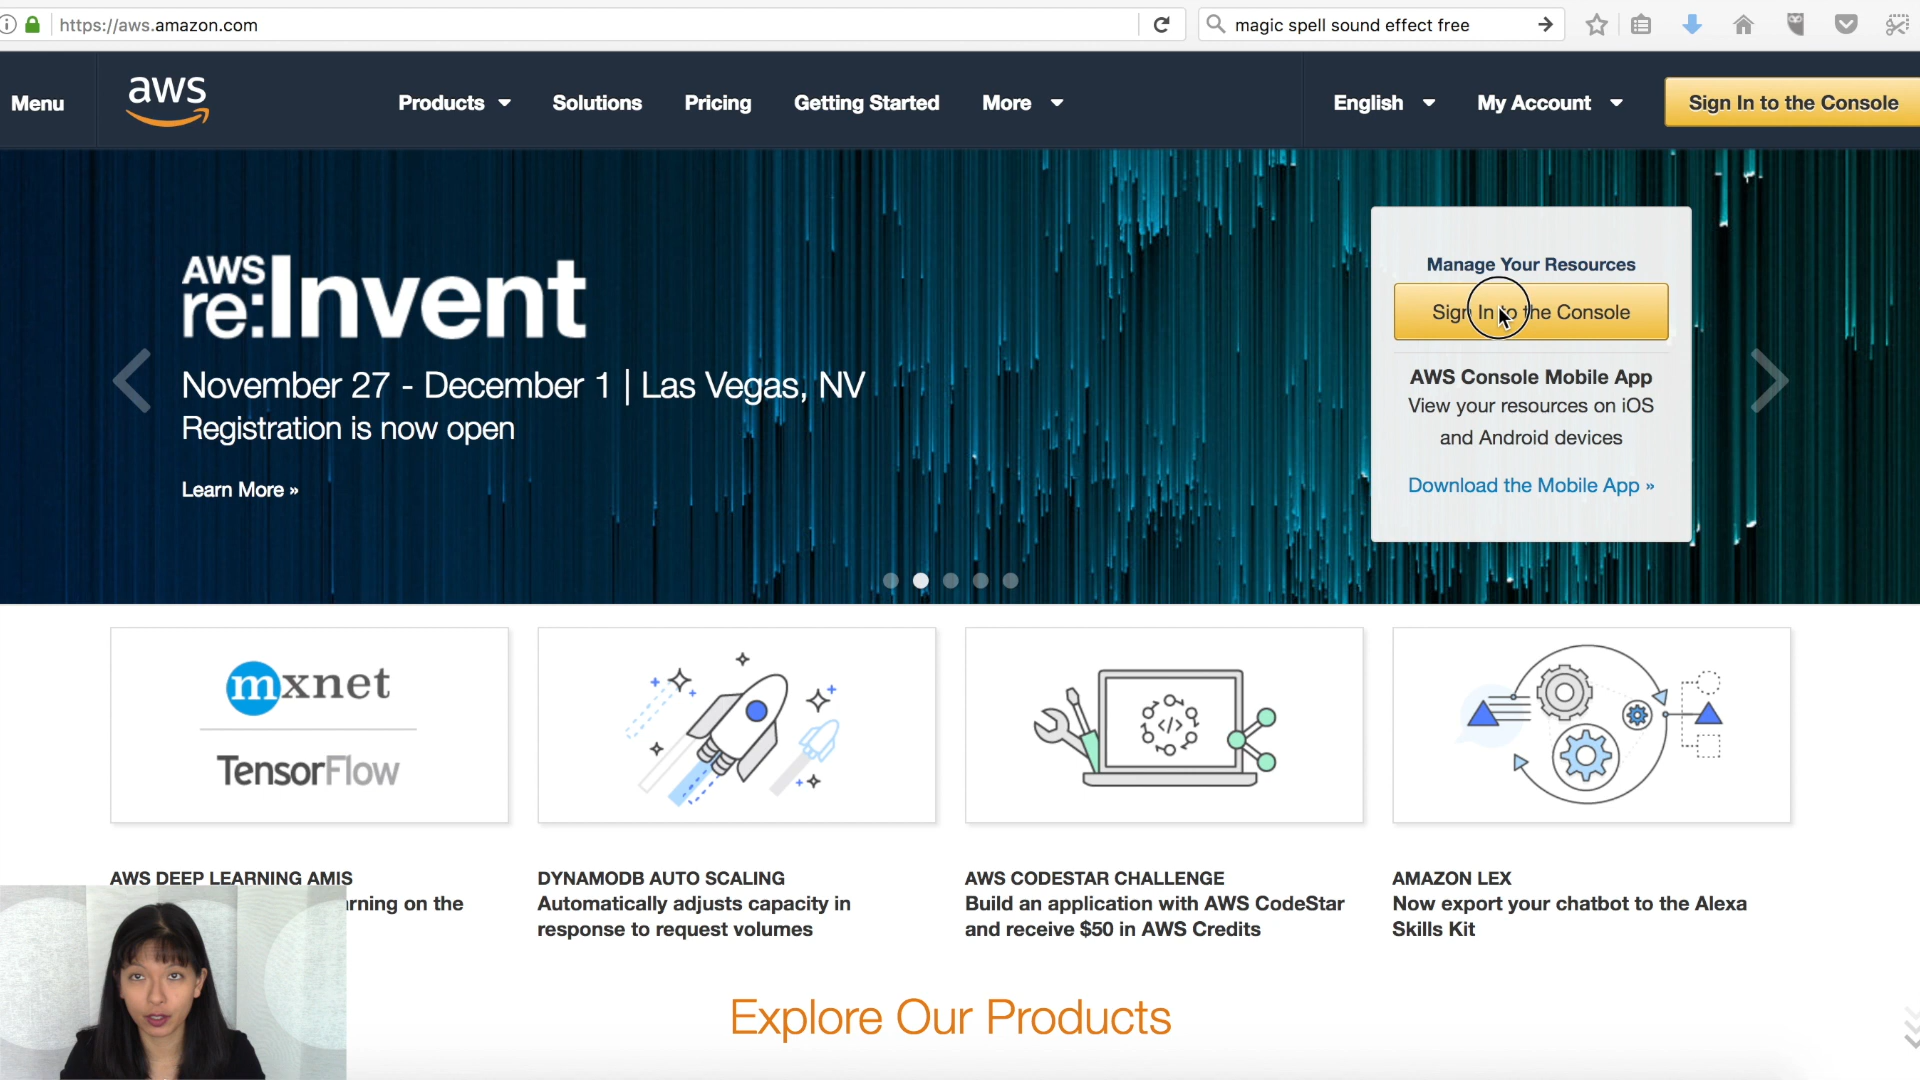 https://aws.amazon.com
magic spell sound effect free
Menu
aws
Products
Solutions
Pricing
Getting Started
More
English
My Account
Sign In to the Console
AWS
re:Invent
November 27 - December 1 | Las Vegas, NV
Registration is now open
Learn More »
Manage Your Resources
Sign In to the Console
AWS Console Mobile App
View your resources on iOS
and Android devices
Download the Mobile App »
mxnet
TensorFlow
</>
AWS DEEP LEARNING AMIS
rning on the
DYNAMODB AUTO SCALING
Automatically adjusts capacity in
response to request volumes
AWS CODESTAR CHALLENGE
Build an application with AWS CodeStar
and receive $50 in AWS Credits
AMAZON LEX
Now export your chatbot to the Alexa
Skills Kit
Explore Our Products